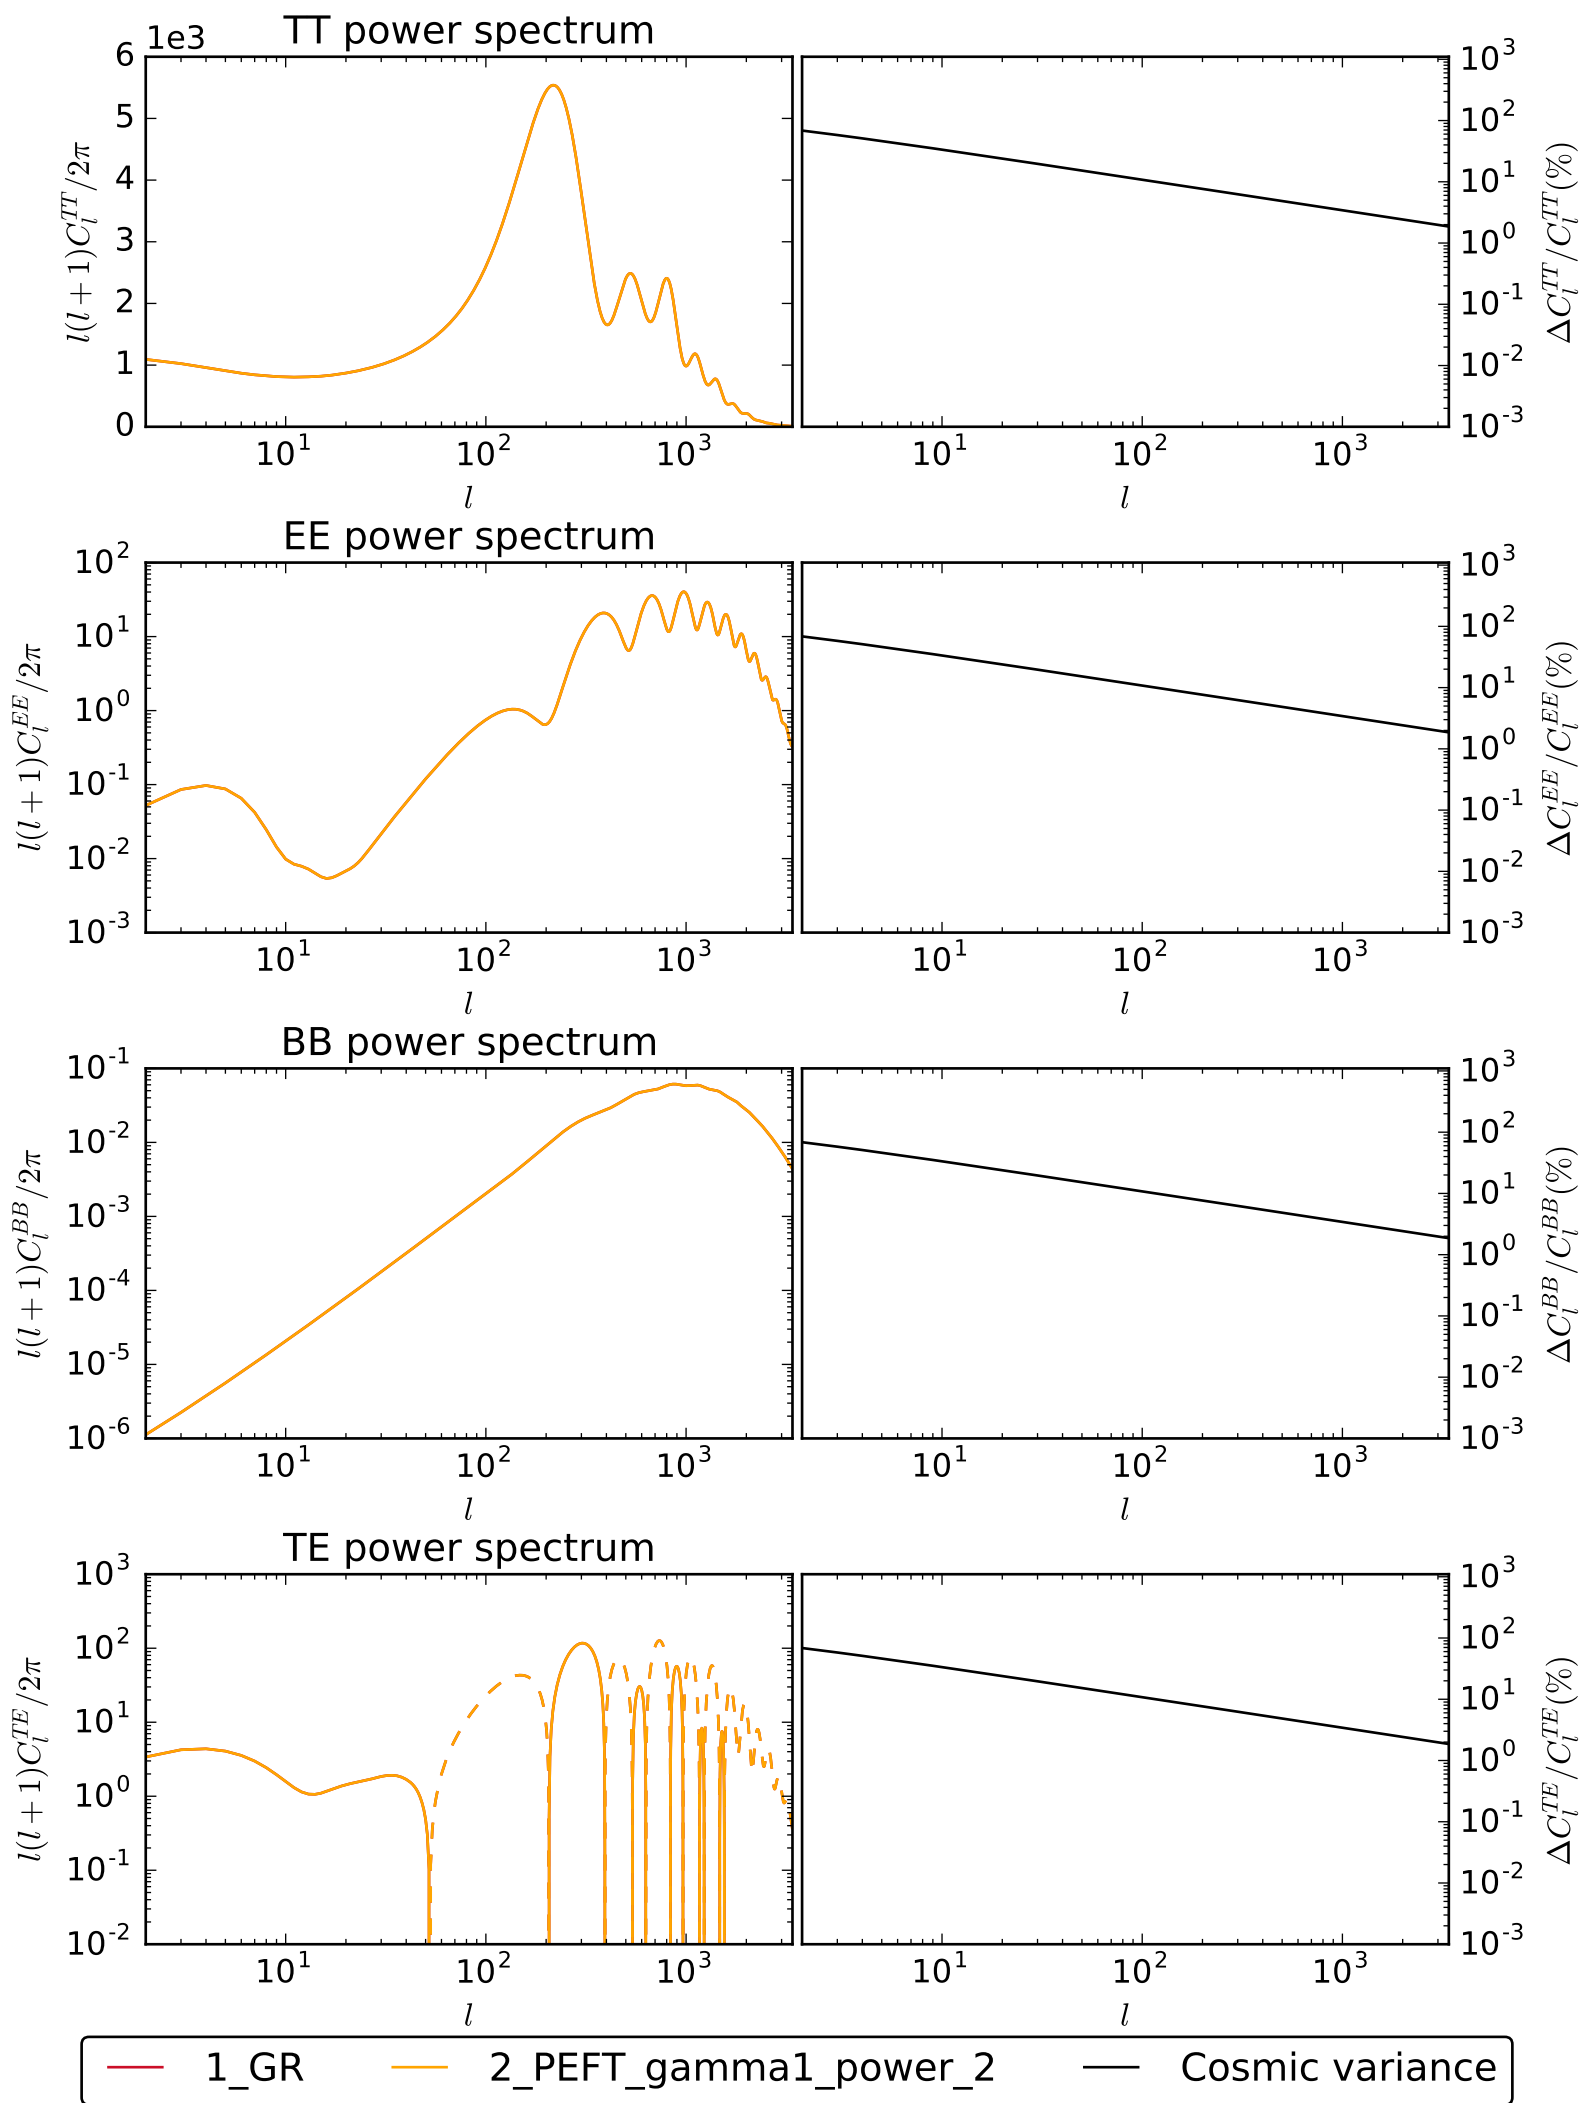 TT power spectrum
1e3
6
5
4
3
2
1
0
l(l+1)C_l^{TT}/2π
10^1 10^2 10^3
l
10^3
10^2
10^1
10^0
10^-1
10^-2
10^-3
ΔC_l^{TT}/C_l^{TT}(%)
10^1 10^2 10^3
l
EE power spectrum
10^2
10^1
10^0
10^-1
10^-2
10^-3
l(l+1)C_l^{EE}/2π
10^1 10^2 10^3
l
10^3
10^2
10^1
10^0
10^-1
10^-2
10^-3
ΔC_l^{EE}/C_l^{EE}(%)
10^1 10^2 10^3
l
BB power spectrum
10^-1
10^-2
10^-3
10^-4
10^-5
10^-6
l(l+1)C_l^{BB}/2π
10^1 10^2 10^3
l
10^3
10^2
10^1
10^0
10^-1
10^-2
10^-3
ΔC_l^{BB}/C_l^{BB}(%)
10^1 10^2 10^3
l
TE power spectrum
10^3
10^2
10^1
10^0
10^-1
10^-2
l(l+1)C_l^{TE}/2π
10^1 10^2 10^3
l
10^3
10^2
10^1
10^0
10^-1
10^-2
10^-3
ΔC_l^{TE}/C_l^{TE}(%)
10^1 10^2 10^3
l
1_GR 2_PEFT_gamma1_power_2 Cosmic variance